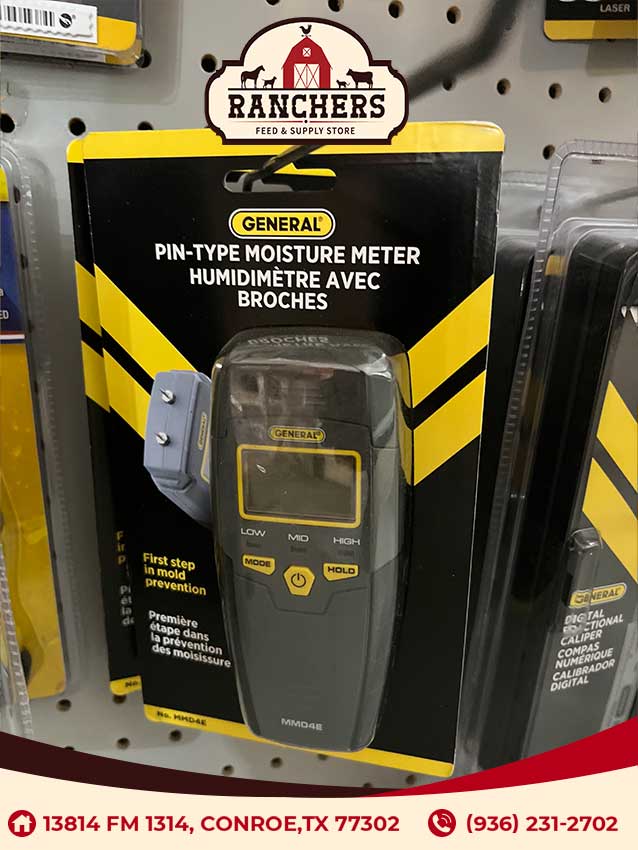 LASER
RANCHERS
FEED & SUPPLY STORE
GENERAL
PIN-TYPE MOISTURE METER
HUMIDIMÈTRE AVEC
BROCHES
GENERAL
LOW MID HIGH
MODE
HOLD
First step
in mold
prevention
Première
étape dans
la prévention
des moisissure
No. MMD4E
MMD4E
GENERAL
DIGITAL
FRACTIONAL
CALIPER
COMPAS
NUMÉRIQUE
CALIBRADOR
DIGITAL
13814 FM 1314, CONROE,TX 77302
(936) 231-2702